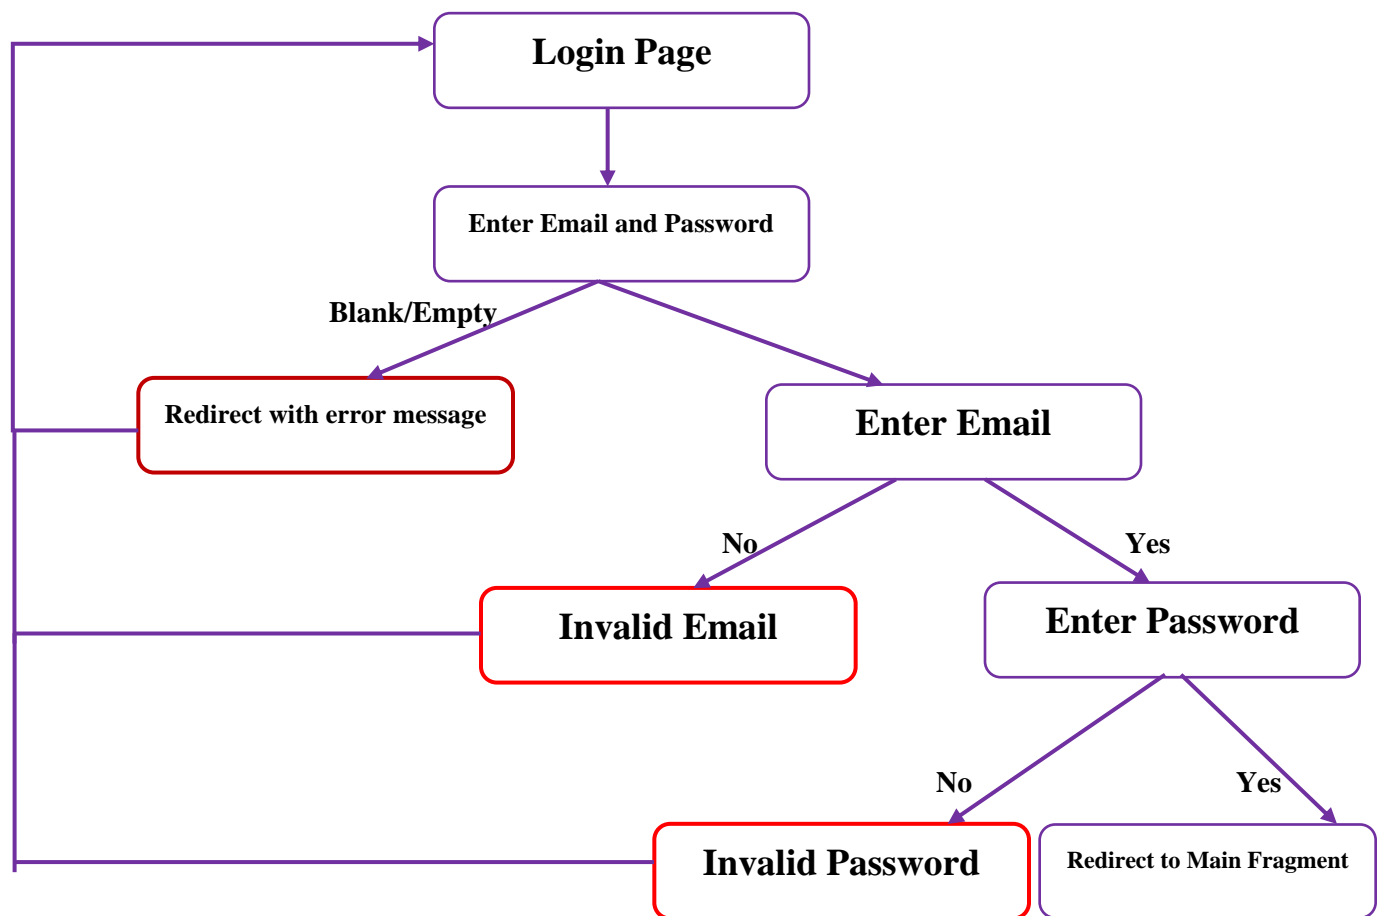 Login Page
Enter Email and Password
Blank/Empty
Redirect with error message
Enter Email
No
Yes
Invalid Email
Enter Password
No
Yes
Invalid Password
Redirect to Main Fragment